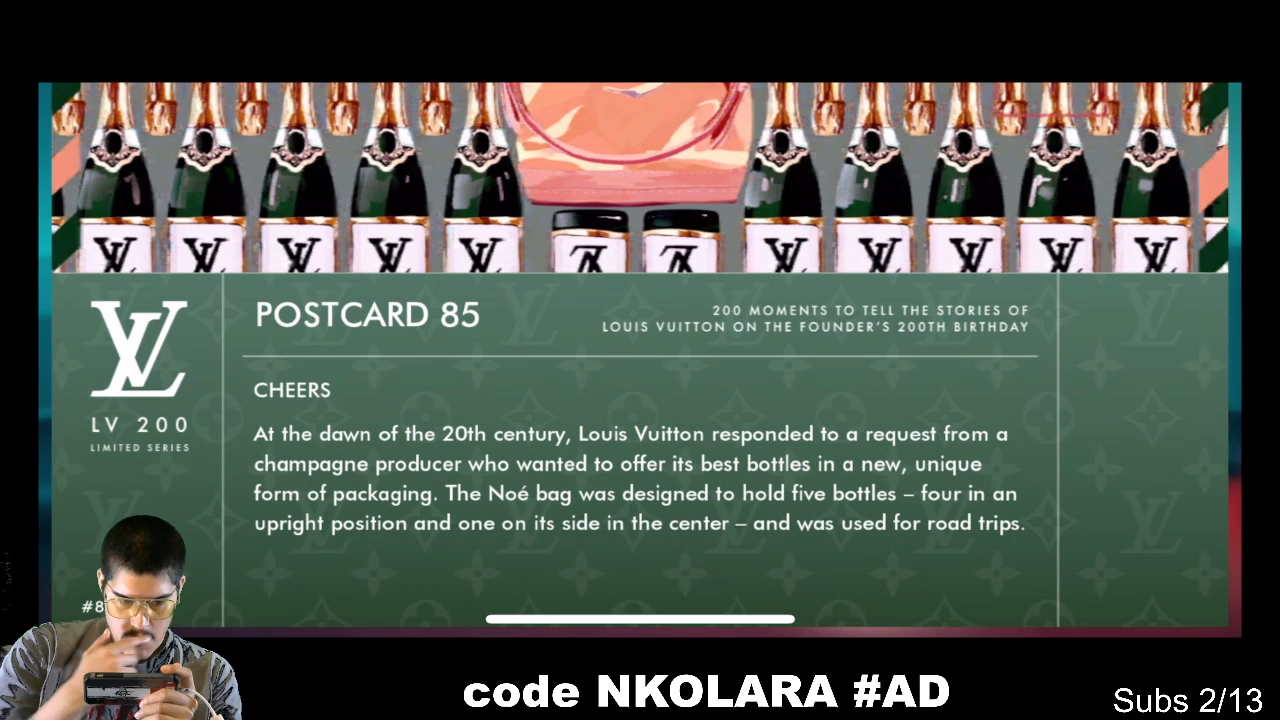 POSTCARD 85
200 MOMENTS TO TELL THE STORIES OF
LOUIS VUITTON ON THE FOUNDER'S 200TH BIRTHDAY
LV
LV 200
LIMITED SERIES
CHEERS
At the dawn of the 20th century, Louis Vuitton responded to a request from a
champagne producer who wanted to offer its best bottles in a new, unique
form of packaging. The Noé bag was designed to hold five bottles – four in an
upright position and one on its side in the center – and was used for road trips.
#8
code NKOLARA #AD
Subs 2/13